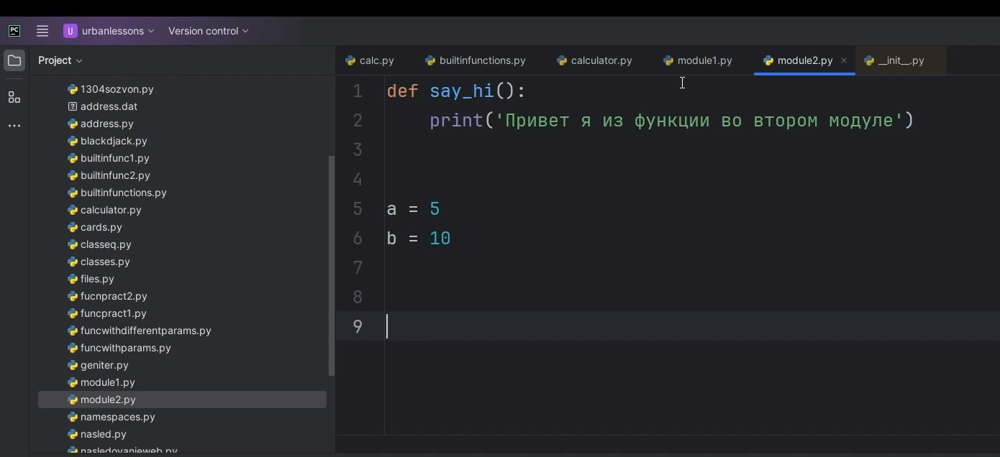 PC U urbanlessons Version control
Project
calc.py builtinfunctions.py calculator.py module1.py module2.py __init__.py
1304sozvon.py
address.dat
address.py
blackdjack.py
builtinfunc1.py
builtinfunc2.py
builtinfunctions.py
calculator.py
cards.py
classeq.py
classes.py
files.py
fucnpract2.py
funcpract1.py
funcwithdifferentparams.py
funcwithparams.py
geniter.py
module1.py
module2.py
namespaces.py
nasled.py
nasledovanieweb.py
1 def say_hi():
2 print('Привет я из функции во втором модуле')
3
4
5 a = 5
6 b = 10
7
8
9